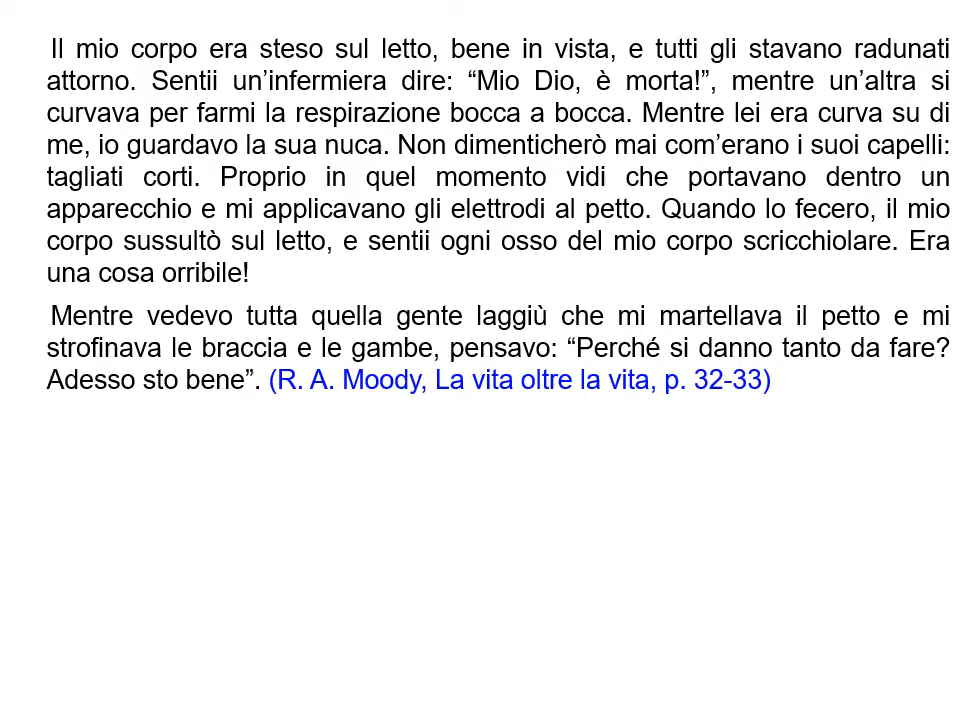 Il mio corpo era steso sul letto, bene in vista, e tutti gli stavano radunati
attorno. Sentii un’infermiera dire: “Mio Dio, è morta!”, mentre un’altra si
curvava per farmi la respirazione bocca a bocca. Mentre lei era curva su di
me, io guardavo la sua nuca. Non dimenticherò mai com’erano i suoi capelli:
tagliati corti. Proprio in quel momento vidi che portavano dentro un
apparecchio e mi applicavano gli elettrodi al petto. Quando lo fecero, il mio
corpo sussultò sul letto, e sentii ogni osso del mio corpo scricchiolare. Era
una cosa orribile!
Mentre vedevo tutta quella gente laggiù che mi martellava il petto e mi
strofinava le braccia e le gambe, pensavo: “Perché si danno tanto da fare?
Adesso sto bene”. (R. A. Moody, La vita oltre la vita, p. 32-33)